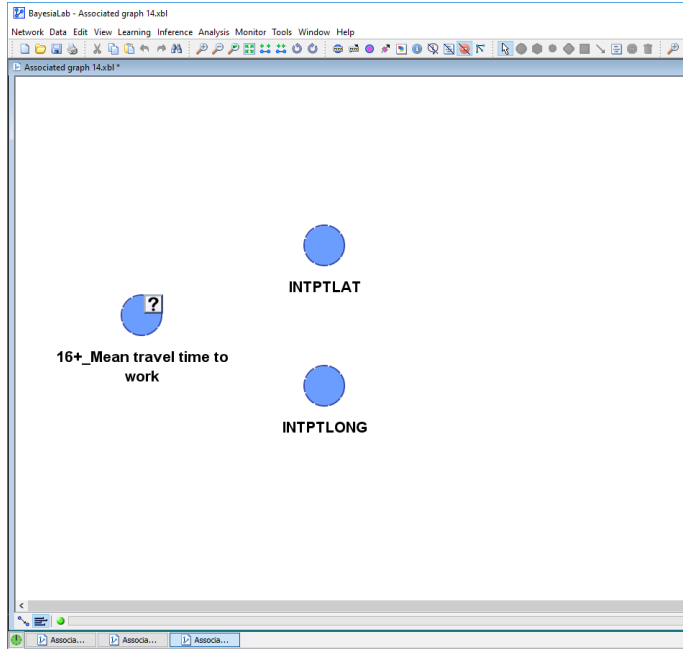 BayesiaLab - Associated graph 14.xbl
Network Data Edit View Learning Inference Analysis Monitor Tools Window Help
Associated graph 14.xbl *
INTPTLAT
?
16+_Mean travel time to
work
INTPTLONG
<
Associa... Associa... Associa...